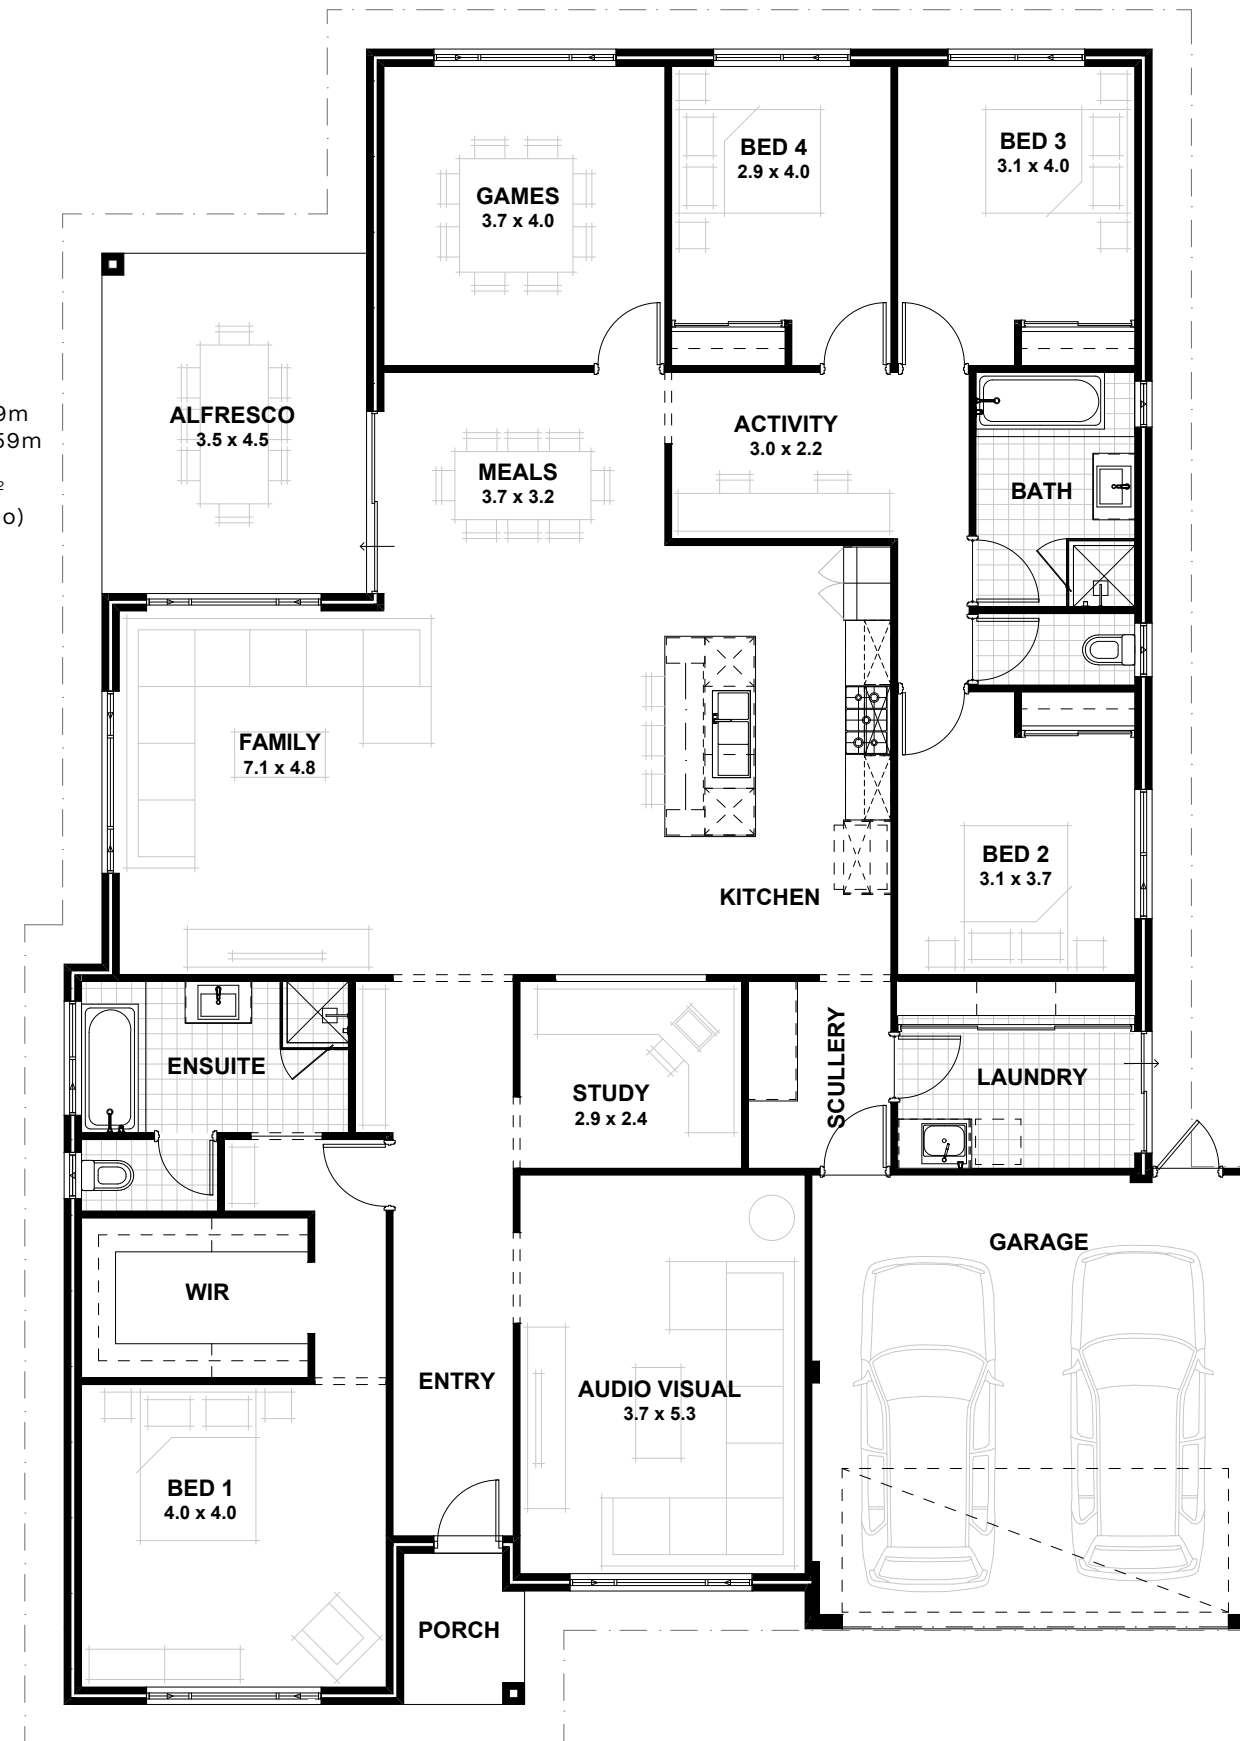 BED 4
2.9 x 4.0
BED 3
3.1 x 4.0
GAMES
3.7 x 4.0
ALFRESCO
3.5 x 4.5
9m
59m
2
o)
ACTIVITY
3.0 x 2.2
MEALS
3.7 x 3.2
BATH
FAMILY
7.1 x 4.8
BED 2
3.1 x 3.7
KITCHEN
ENSUITE
STUDY
2.9 x 2.4
SCULLERY
LAUNDRY
GARAGE
WIR
ENTRY
AUDIO VISUAL
3.7 x 5.3
BED 1
4.0 x 4.0
PORCH